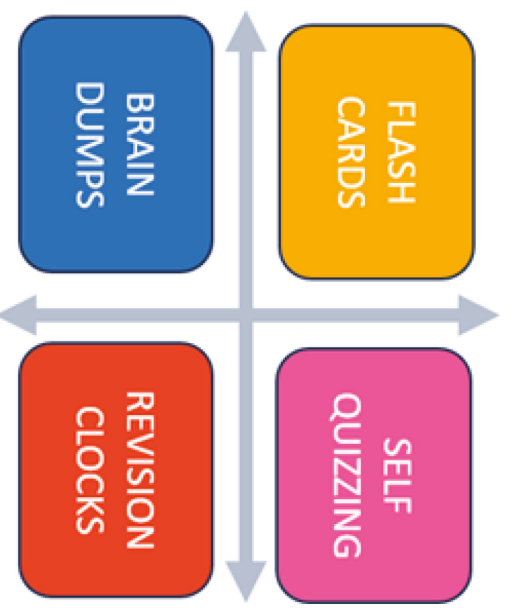 FLASH
CARDS
SELF
QUIZZING
BRAIN
DUMPS
REVISION
CLOCKS